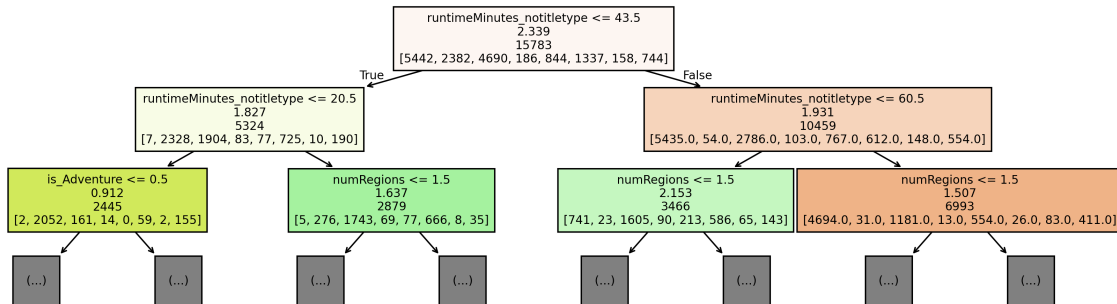 runtimeMinutes_notitletype <= 43.5
2.339
15783
[5442, 2382, 4690, 186, 844, 1337, 158, 744]
True
False
runtimeMinutes_notitletype <= 20.5
1.827
5324
[7, 2328, 1904, 83, 77, 725, 10, 190]
runtimeMinutes_notitletype <= 60.5
1.931
10459
[5435.0, 54.0, 2786.0, 103.0, 767.0, 612.0, 148.0, 554.0]
is_Adventure <= 0.5
0.912
2445
[2, 2052, 161, 14, 0, 59, 2, 155]
numRegions <= 1.5
1.637
2879
[5, 276, 1743, 69, 77, 666, 8, 35]
numRegions <= 1.5
2.153
3466
[741, 23, 1605, 90, 213, 586, 65, 143]
numRegions <= 1.5
1.507
6993
[4694.0, 31.0, 1181.0, 13.0, 554.0, 26.0, 83.0, 411.0]
(...)
(...)
(...)
(...)
(...)
(...)
(...)
(...)